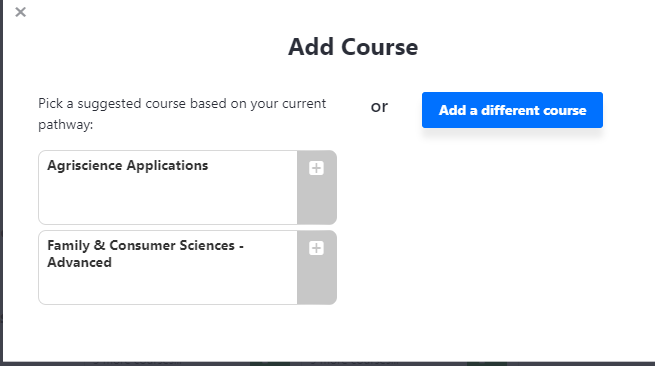 Add Course
Pick a suggested course based on your current
pathway:
or
Add a different course
Agriscience Applications
Family & Consumer Sciences -
Advanced